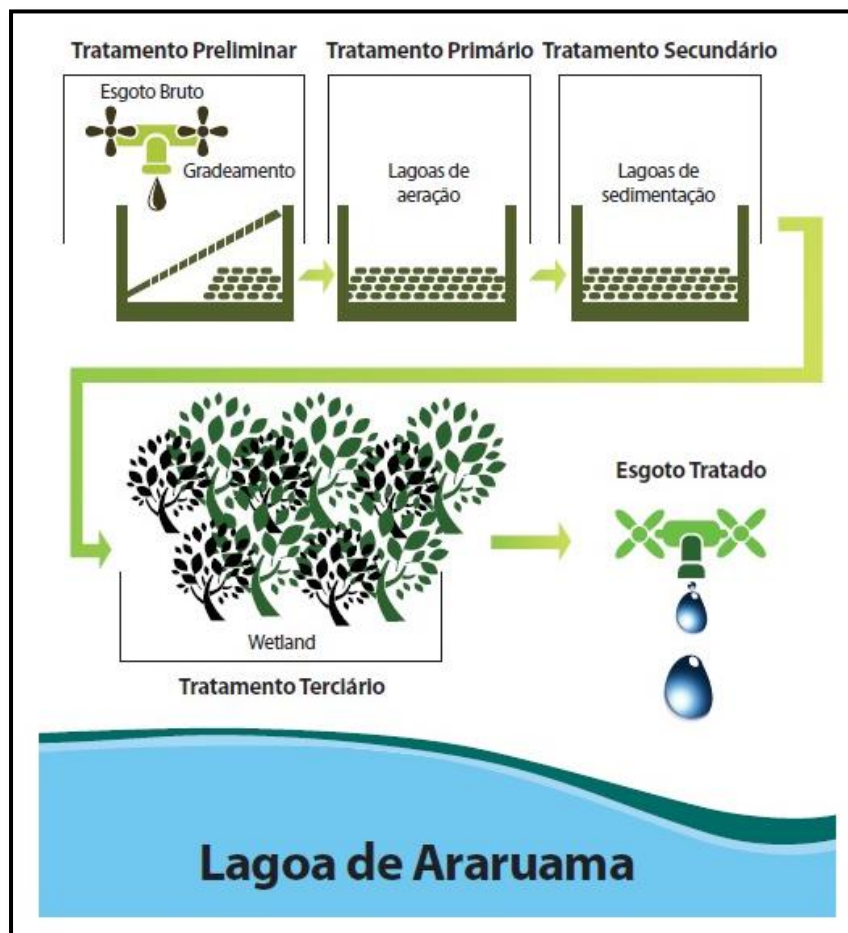 Tratamento Preliminar
Tratamento Primário
Tratamento Secundário
Esgoto Bruto
Gradeamento
Lagoas de
aeração
Lagoas de
sedimentação
Wetland
Tratamento Terciário
Esgoto Tratado
Lagoa de Araruama